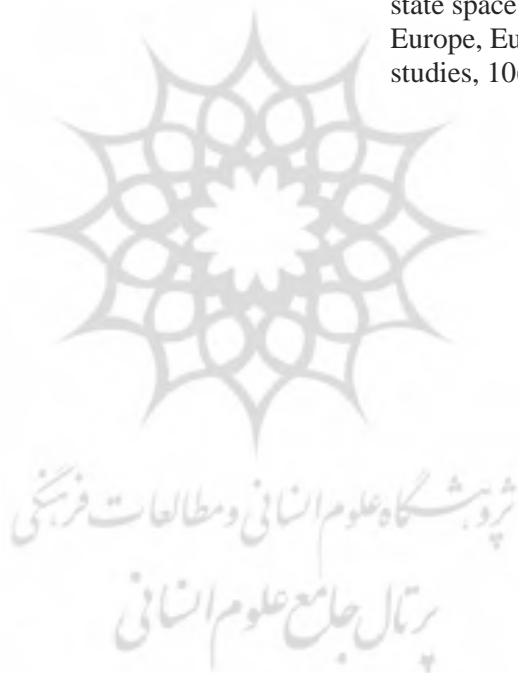 state space
Europe, Eu
studies, 10
پژوهشگاه علوم انسانی و مطالعات فرهنگی
پرتال جامع علوم انسانی